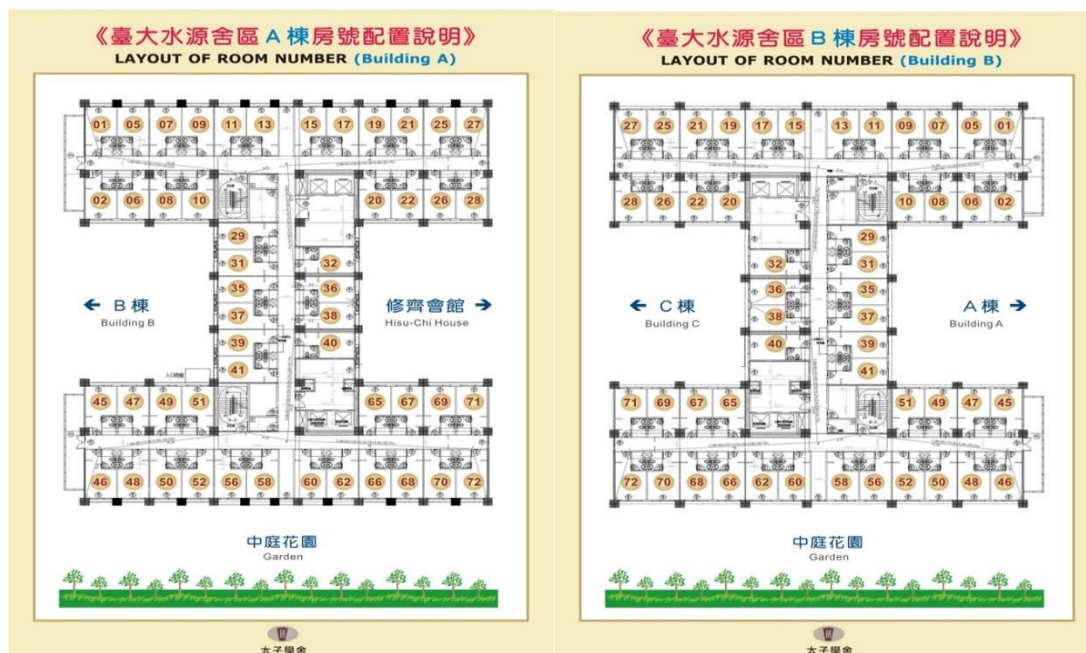 《臺大水源舍區 A 棟房號配置說明》
LAYOUT OF ROOM NUMBER (Building A)
01 05 07 09 11 13 15 17 19 21 25 27
02 06 08 10 20 22 26 28
29
31 32
35 36
37 38
39 40
41
← B 棟
Building B
修齊會館 →
Hisu-Chi House
45 47 49 51 65 67 69 71
46 48 50 52 56 58 60 62 66 68 70 72
中庭花園
Garden
太子學舍
《臺大水源舍區 B 棟房號配置說明》
LAYOUT OF ROOM NUMBER (Building B)
27 25 21 19 17 15 13 11 09 07 05 01
28 26 22 20 10 08 06 02
29
32 31
36 35
38 37
40 39
41
← C 棟
Building C
A 棟 →
Building A
71 69 67 65 51 49 47 45
72 70 68 66 62 60 58 56 52 50 48 46
中庭花園
Garden
太子學舍